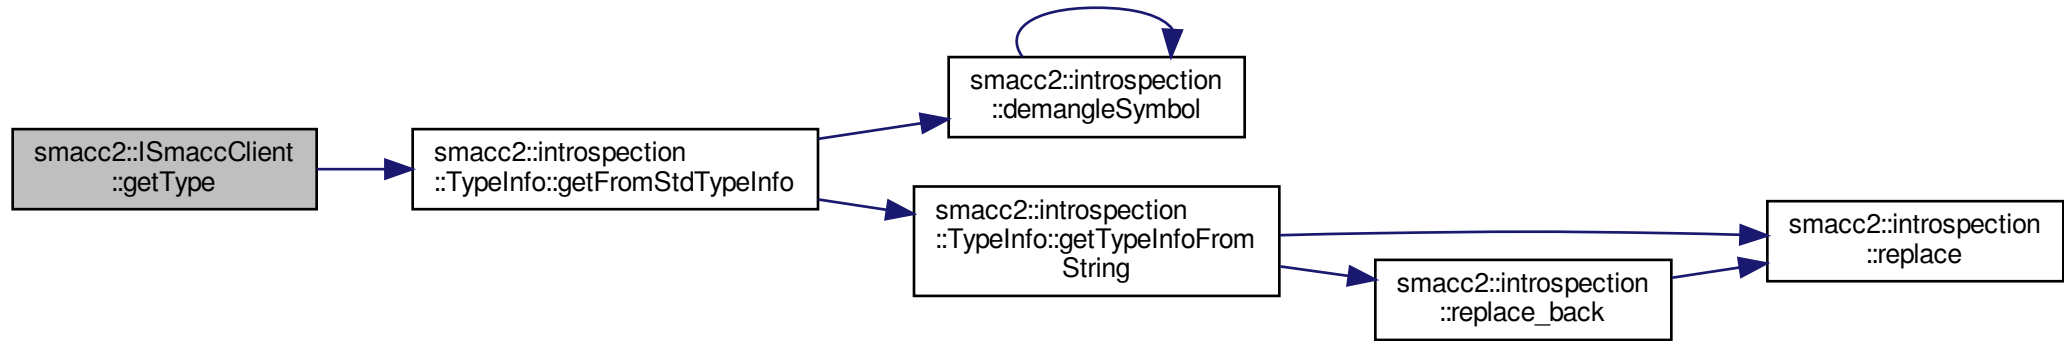 smacc2::ISmaccClient
::getType
smacc2::introspection
::TypeInfo::getFromStdTypeInfo
smacc2::introspection
::demangleSymbol
smacc2::introspection
::TypeInfo::getTypeInfoFrom
String
smacc2::introspection
::replace_back
smacc2::introspection
::replace